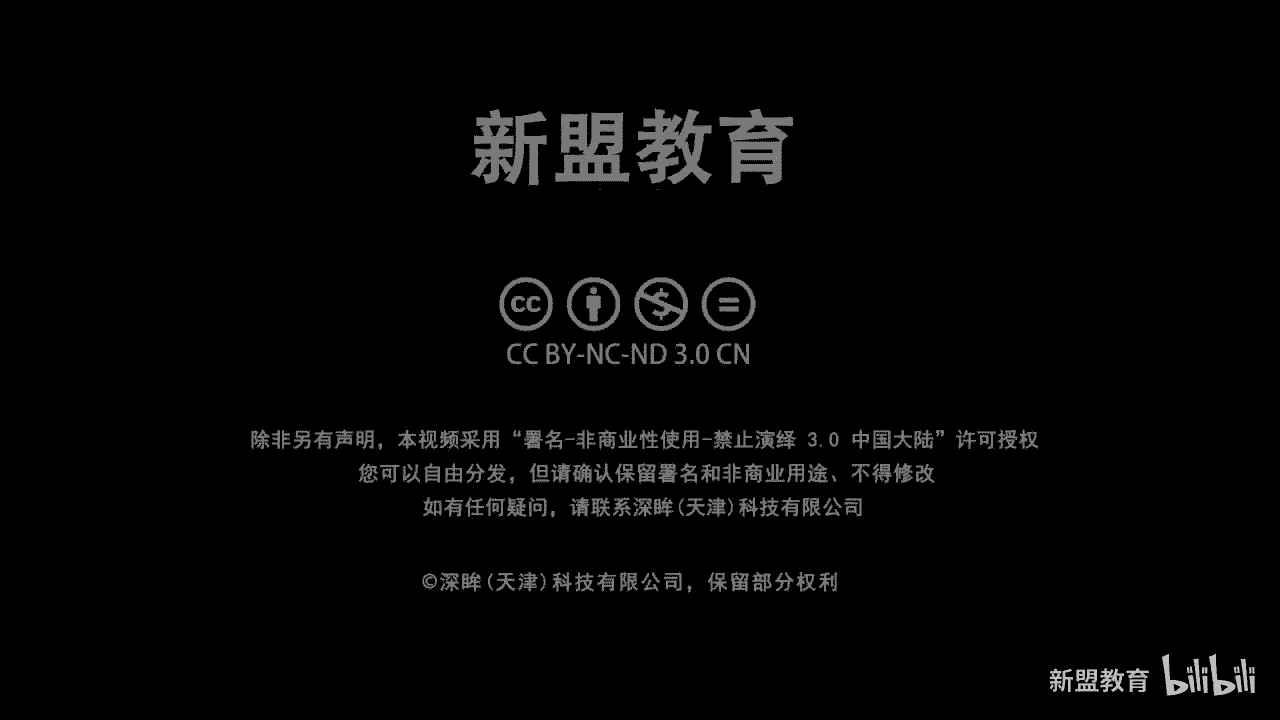 新盟教育
CC BY-NC-ND 3.0 CN
除非另有声明，本视频采用“署名-非商业性使用-禁止演绎 3.0 中国大陆”许可授权
您可以自由分发，但请确认保留署名和非商业用途、不得修改
如有任何疑问，请联系深眸(天津)科技有限公司
©深眸(天津)科技有限公司，保留部分权利
新盟教育 bilibili